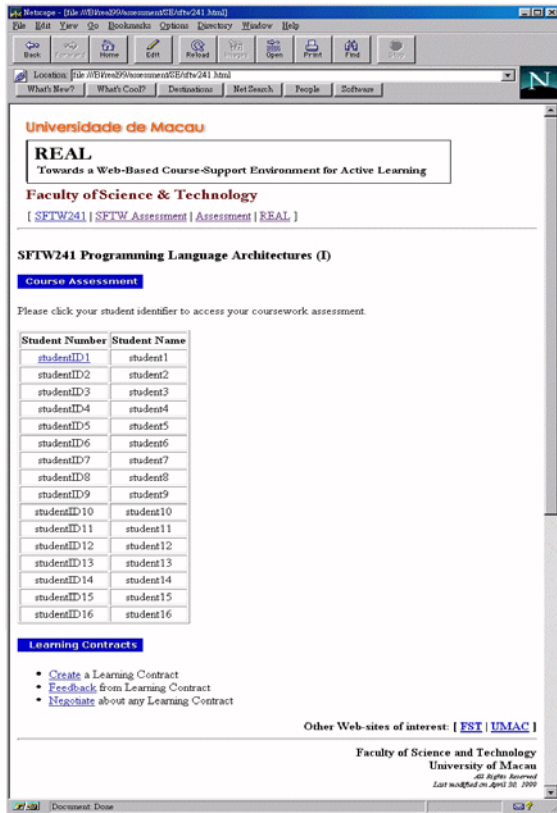 Netscape - [file:///B|/real99/assessment/SE/sftw241.html]
File Edit View Go Bookmarks Options Directory Window Help
Back Forward Home Edit Reload Images Open Print Find Stop
Location: file:///B|/real99/assessment/SE/sftw241.html
What's New? What's Cool? Destinations Net Search People Software
N
Universidade de Macau
REAL
Towards a Web-Based Course-Support Environment for Active Learning
Faculty of Science & Technology
[ SFTW241 | SFTW Assessment | Assessment | REAL ]
SFTW241 Programming Language Architectures (I)
Course Assessment
Please click your student identifier to access your coursework assessment.
Student Number Student Name
studentID1 student1
studentID2 student2
studentID3 student3
studentID4 student4
studentID5 student5
studentID6 student6
studentID7 student7
studentID8 student8
studentID9 student9
studentID10 student10
studentID11 student11
studentID12 student12
studentID13 student13
studentID14 student14
studentID15 student15
studentID16 student16
Learning Contracts
• Create a Learning Contract
• Feedback from Learning Contract
• Negotiate about any Learning Contract
Other Web-sites of interest: [ FST | UMAC ]
Faculty of Science and Technology
University of Macau
All Rights Reserved
Last modified on April 30, 1999
Document: Done